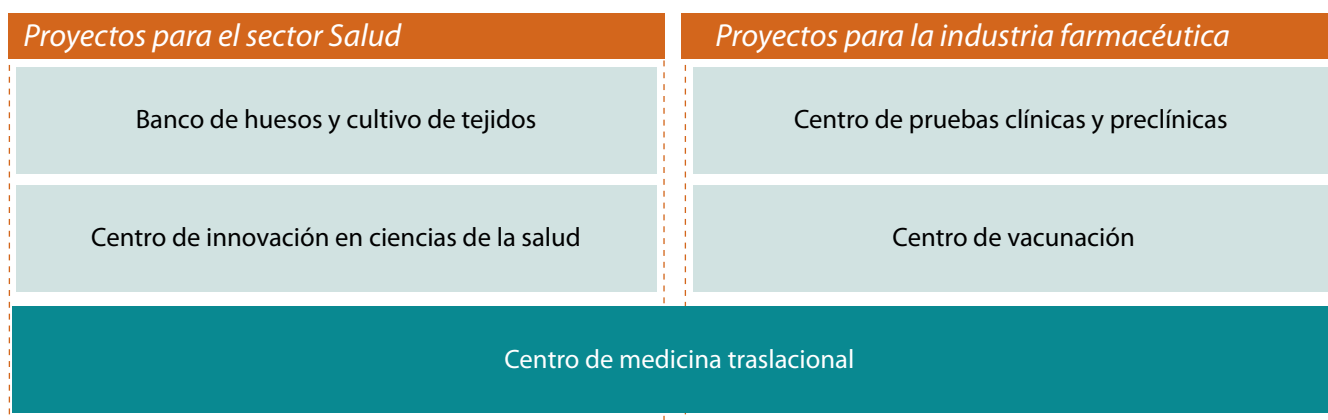 Proyectos para el sector Salud
Proyectos para la industria farmacéutica
Banco de huesos y cultivo de tejidos
Centro de pruebas clínicas y preclínicas
Centro de innovación en ciencias de la salud
Centro de vacunación
Centro de medicina traslacional